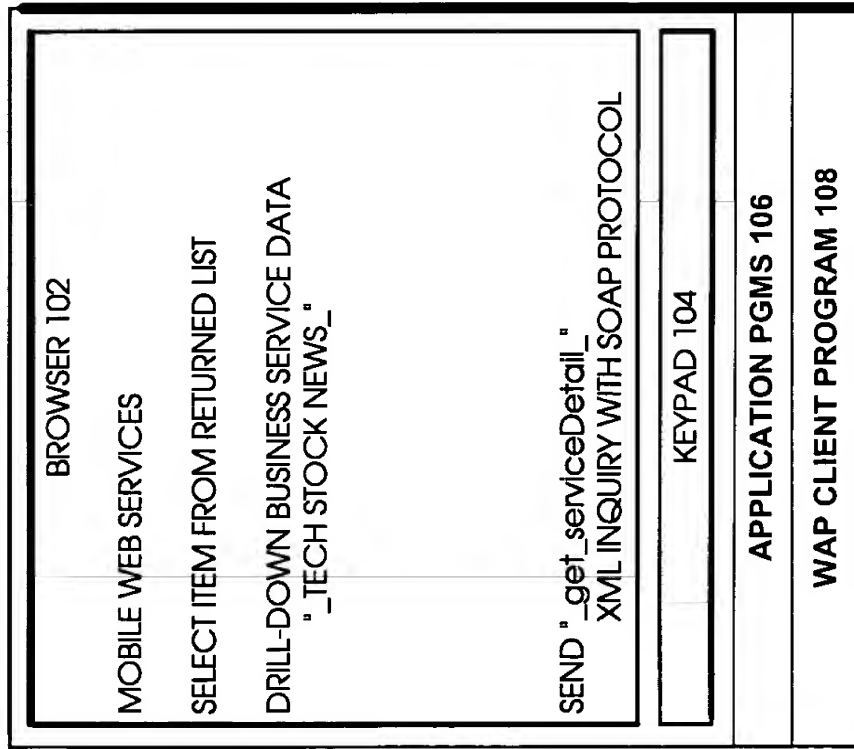 BROWSER 102
MOBILE WEB SERVICES
SELECT ITEM FROM RETURNED LIST
DRILL-DOWN BUSINESS SERVICE DATA
"_TECH STOCK NEWS_"
SEND "_get_serviceDetail_"
XML INQUIRY WITH SOAP PROTOCOL
KEYPAD 104
APPLICATION PGMS 106
WAP CLIENT PROGRAM 108